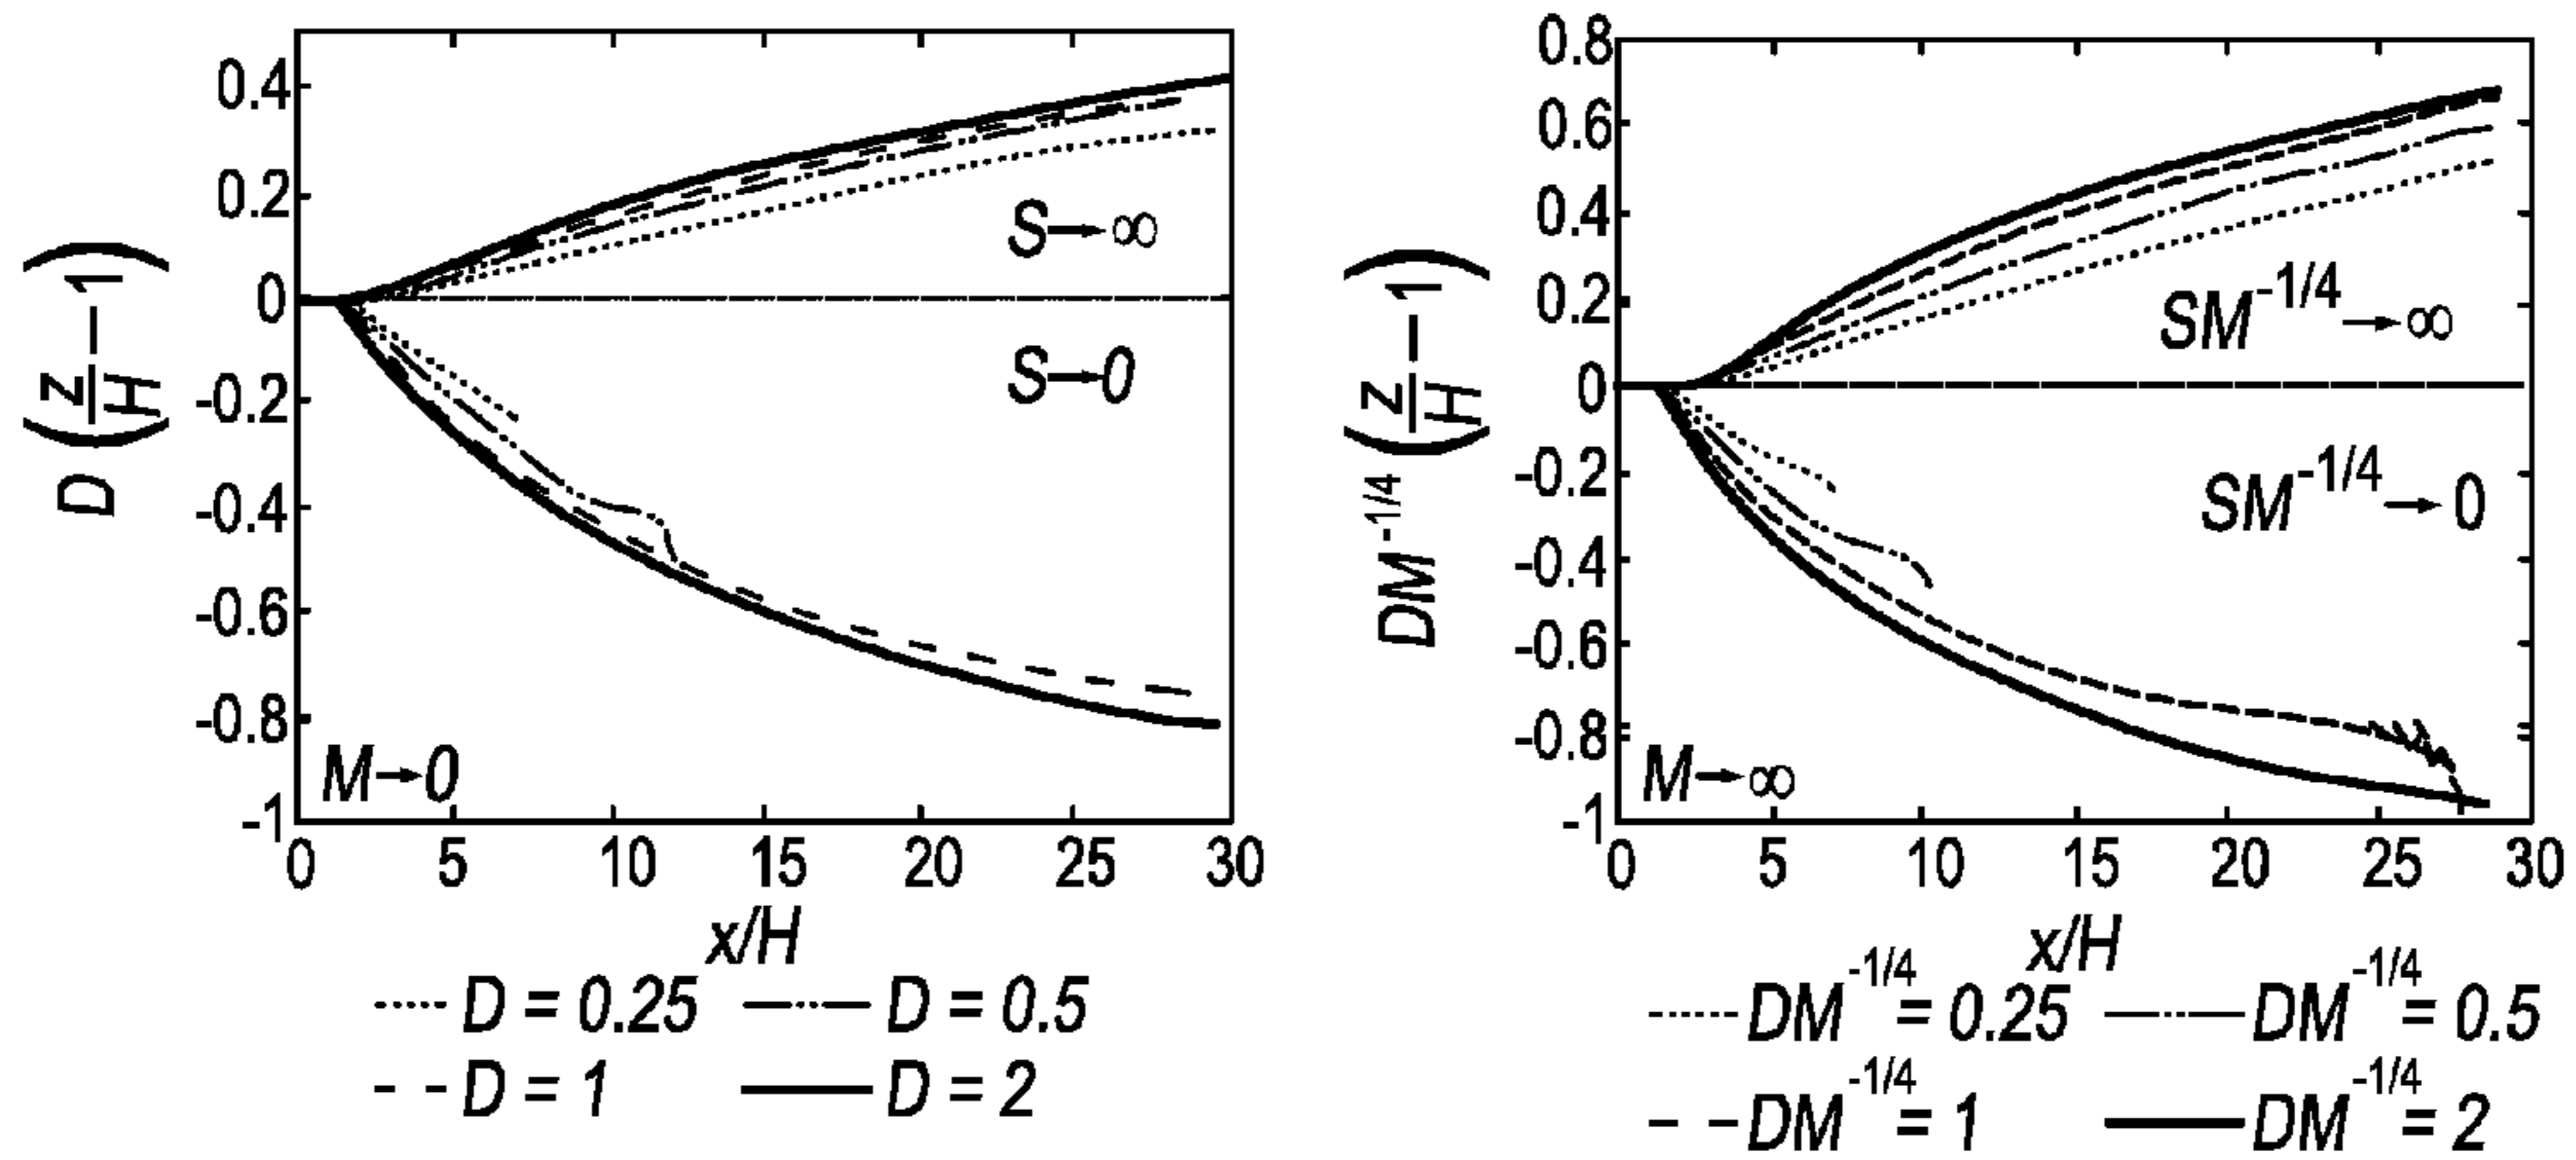 0.4
0.2
0
-0.2
-0.4
-0.6
-0.8
-1
D (z/H — 1)
S→∞
S→0
M→0
0 5 10 15 20 25 30
x/H
D = 0.25 D = 0.5
D = 1 D = 2
0.8
0.6
0.4
0.2
0
-0.2
-0.4
-0.6
-0.8
-1
DM^-1/4 (z/H — 1)
SM^-1/4→∞
SM^-1/4→0
M→∞
0 5 10 15 20 25 30
x/H
DM^-1/4 = 0.25 DM^-1/4 = 0.5
DM^-1/4 = 1 DM^-1/4 = 2